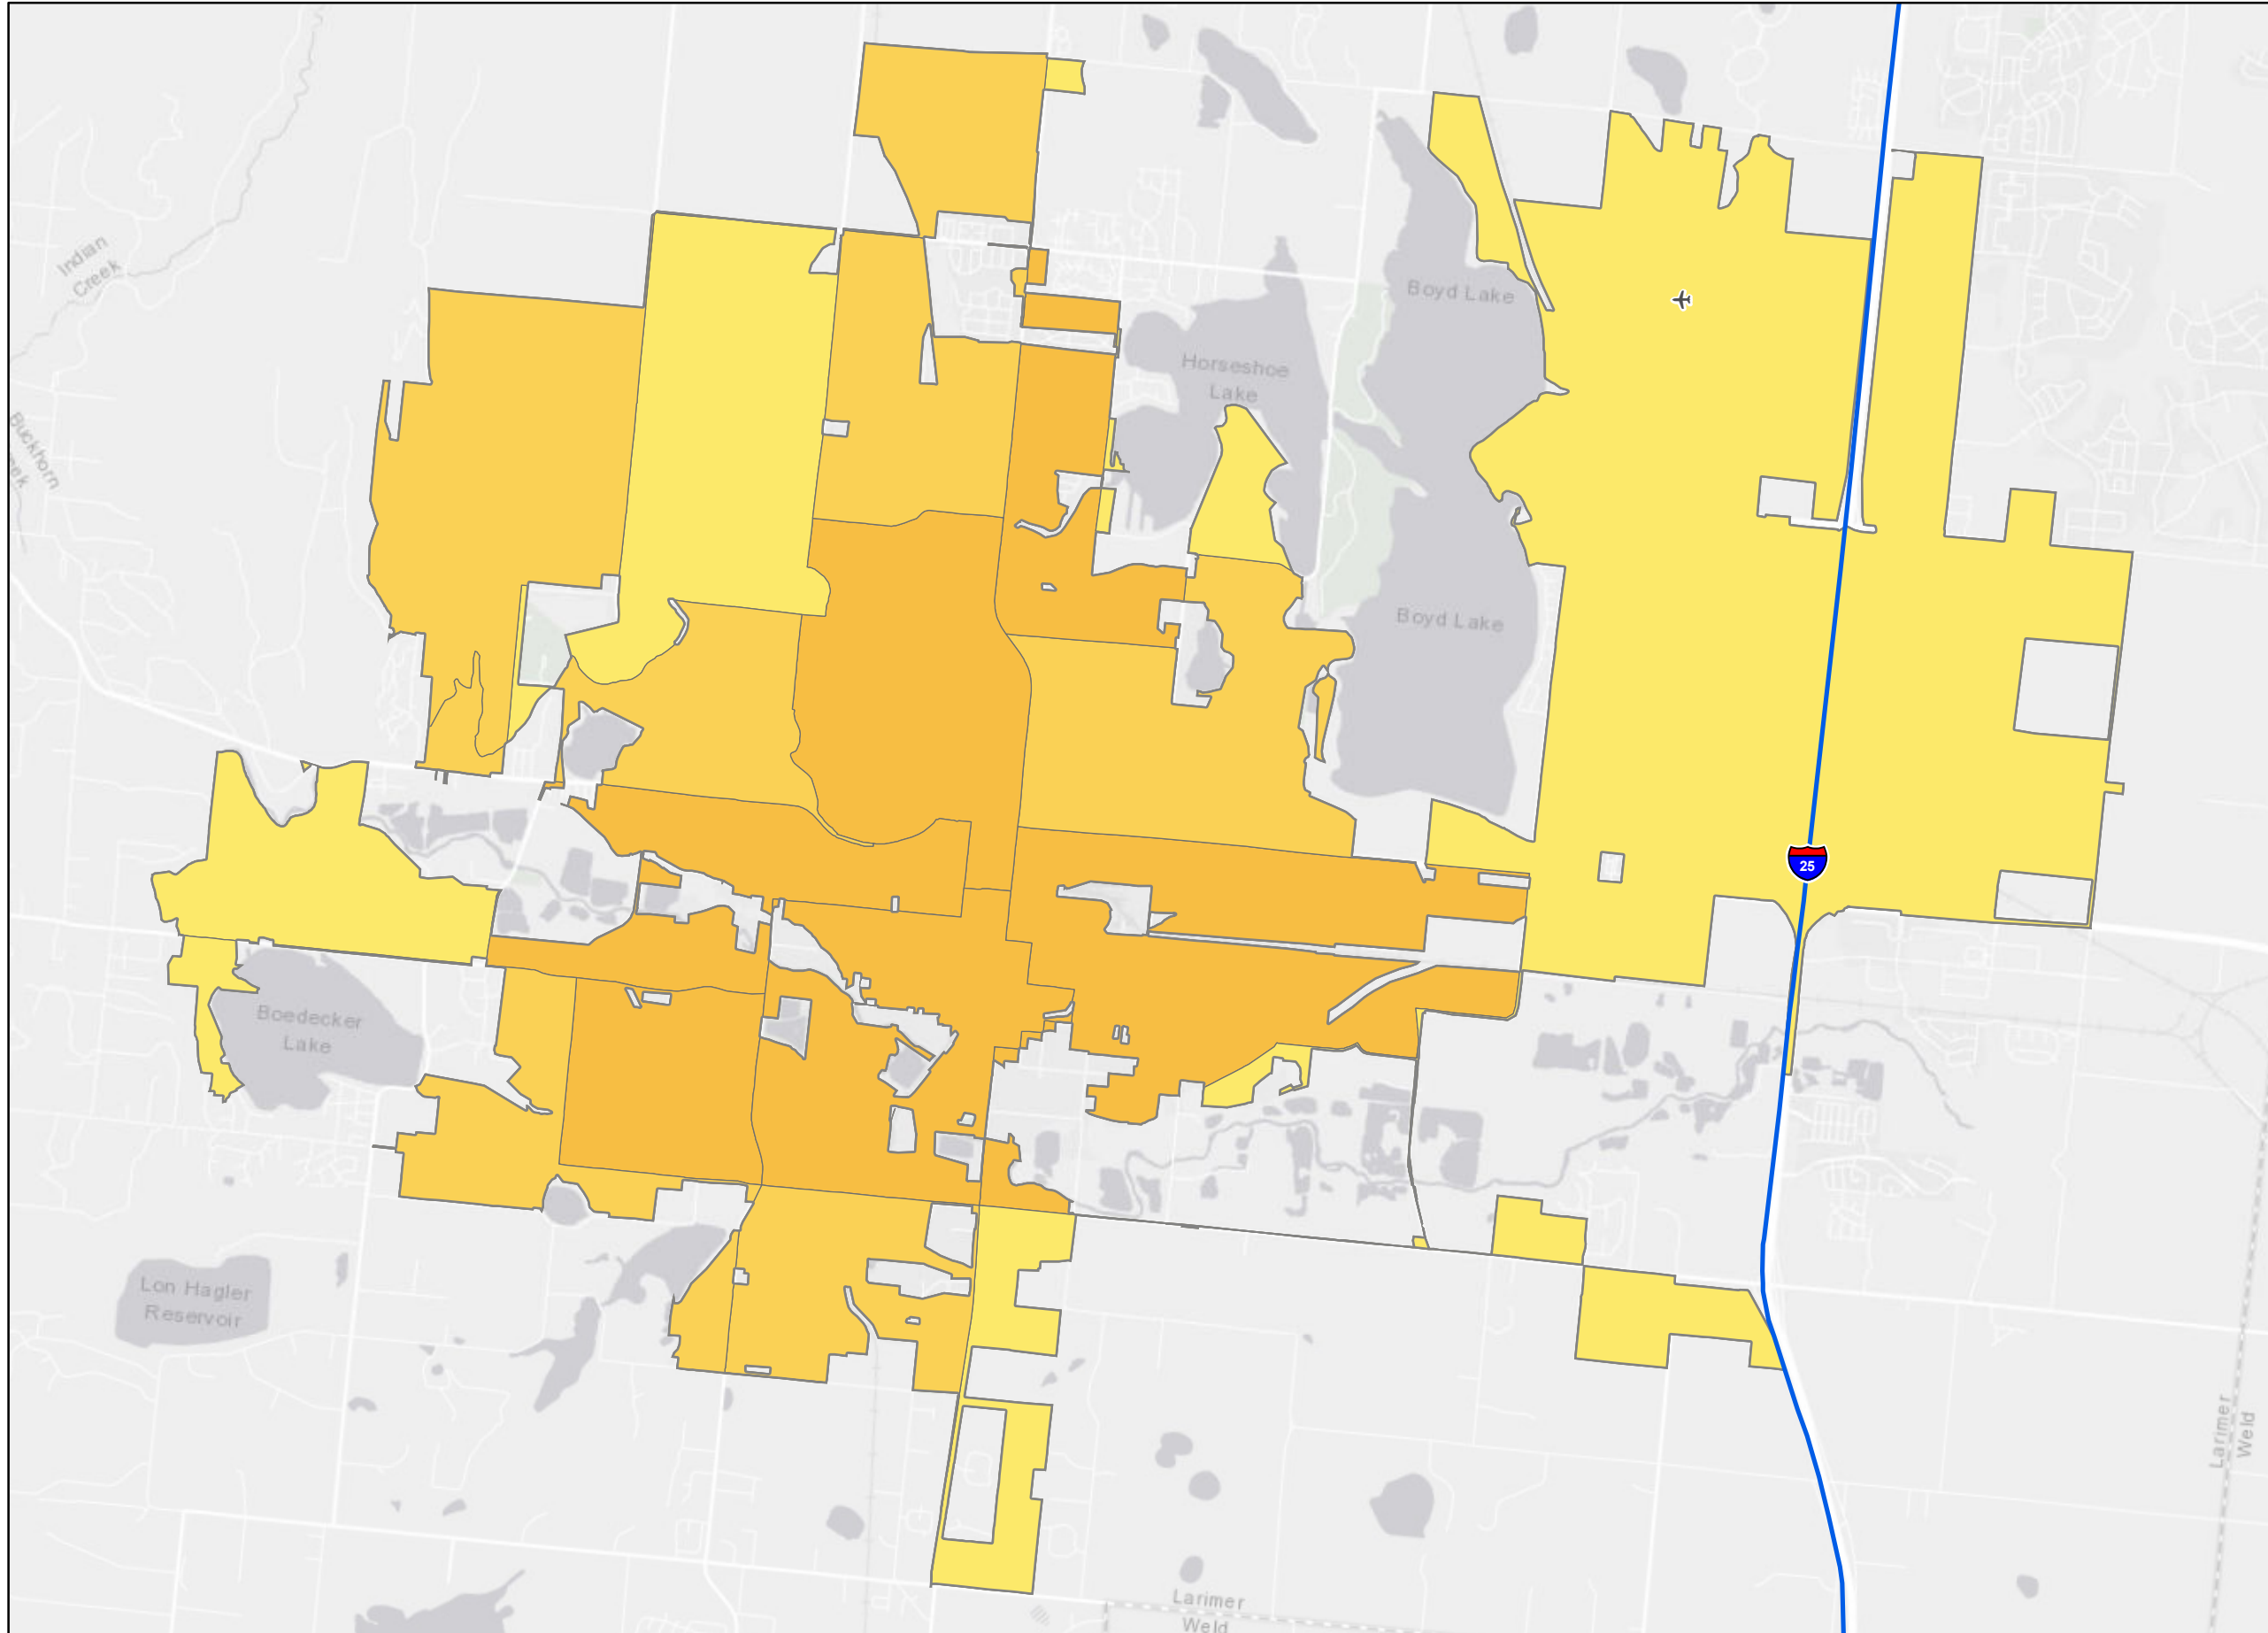 Indian
Creek
Boyd Lake
Horseshoe
Lake
Buckhorn
Boyd Lake
25
Boedecker
Lake
Lon Hagler
Reservoir
Larimer
Weld
Larimer
Weld